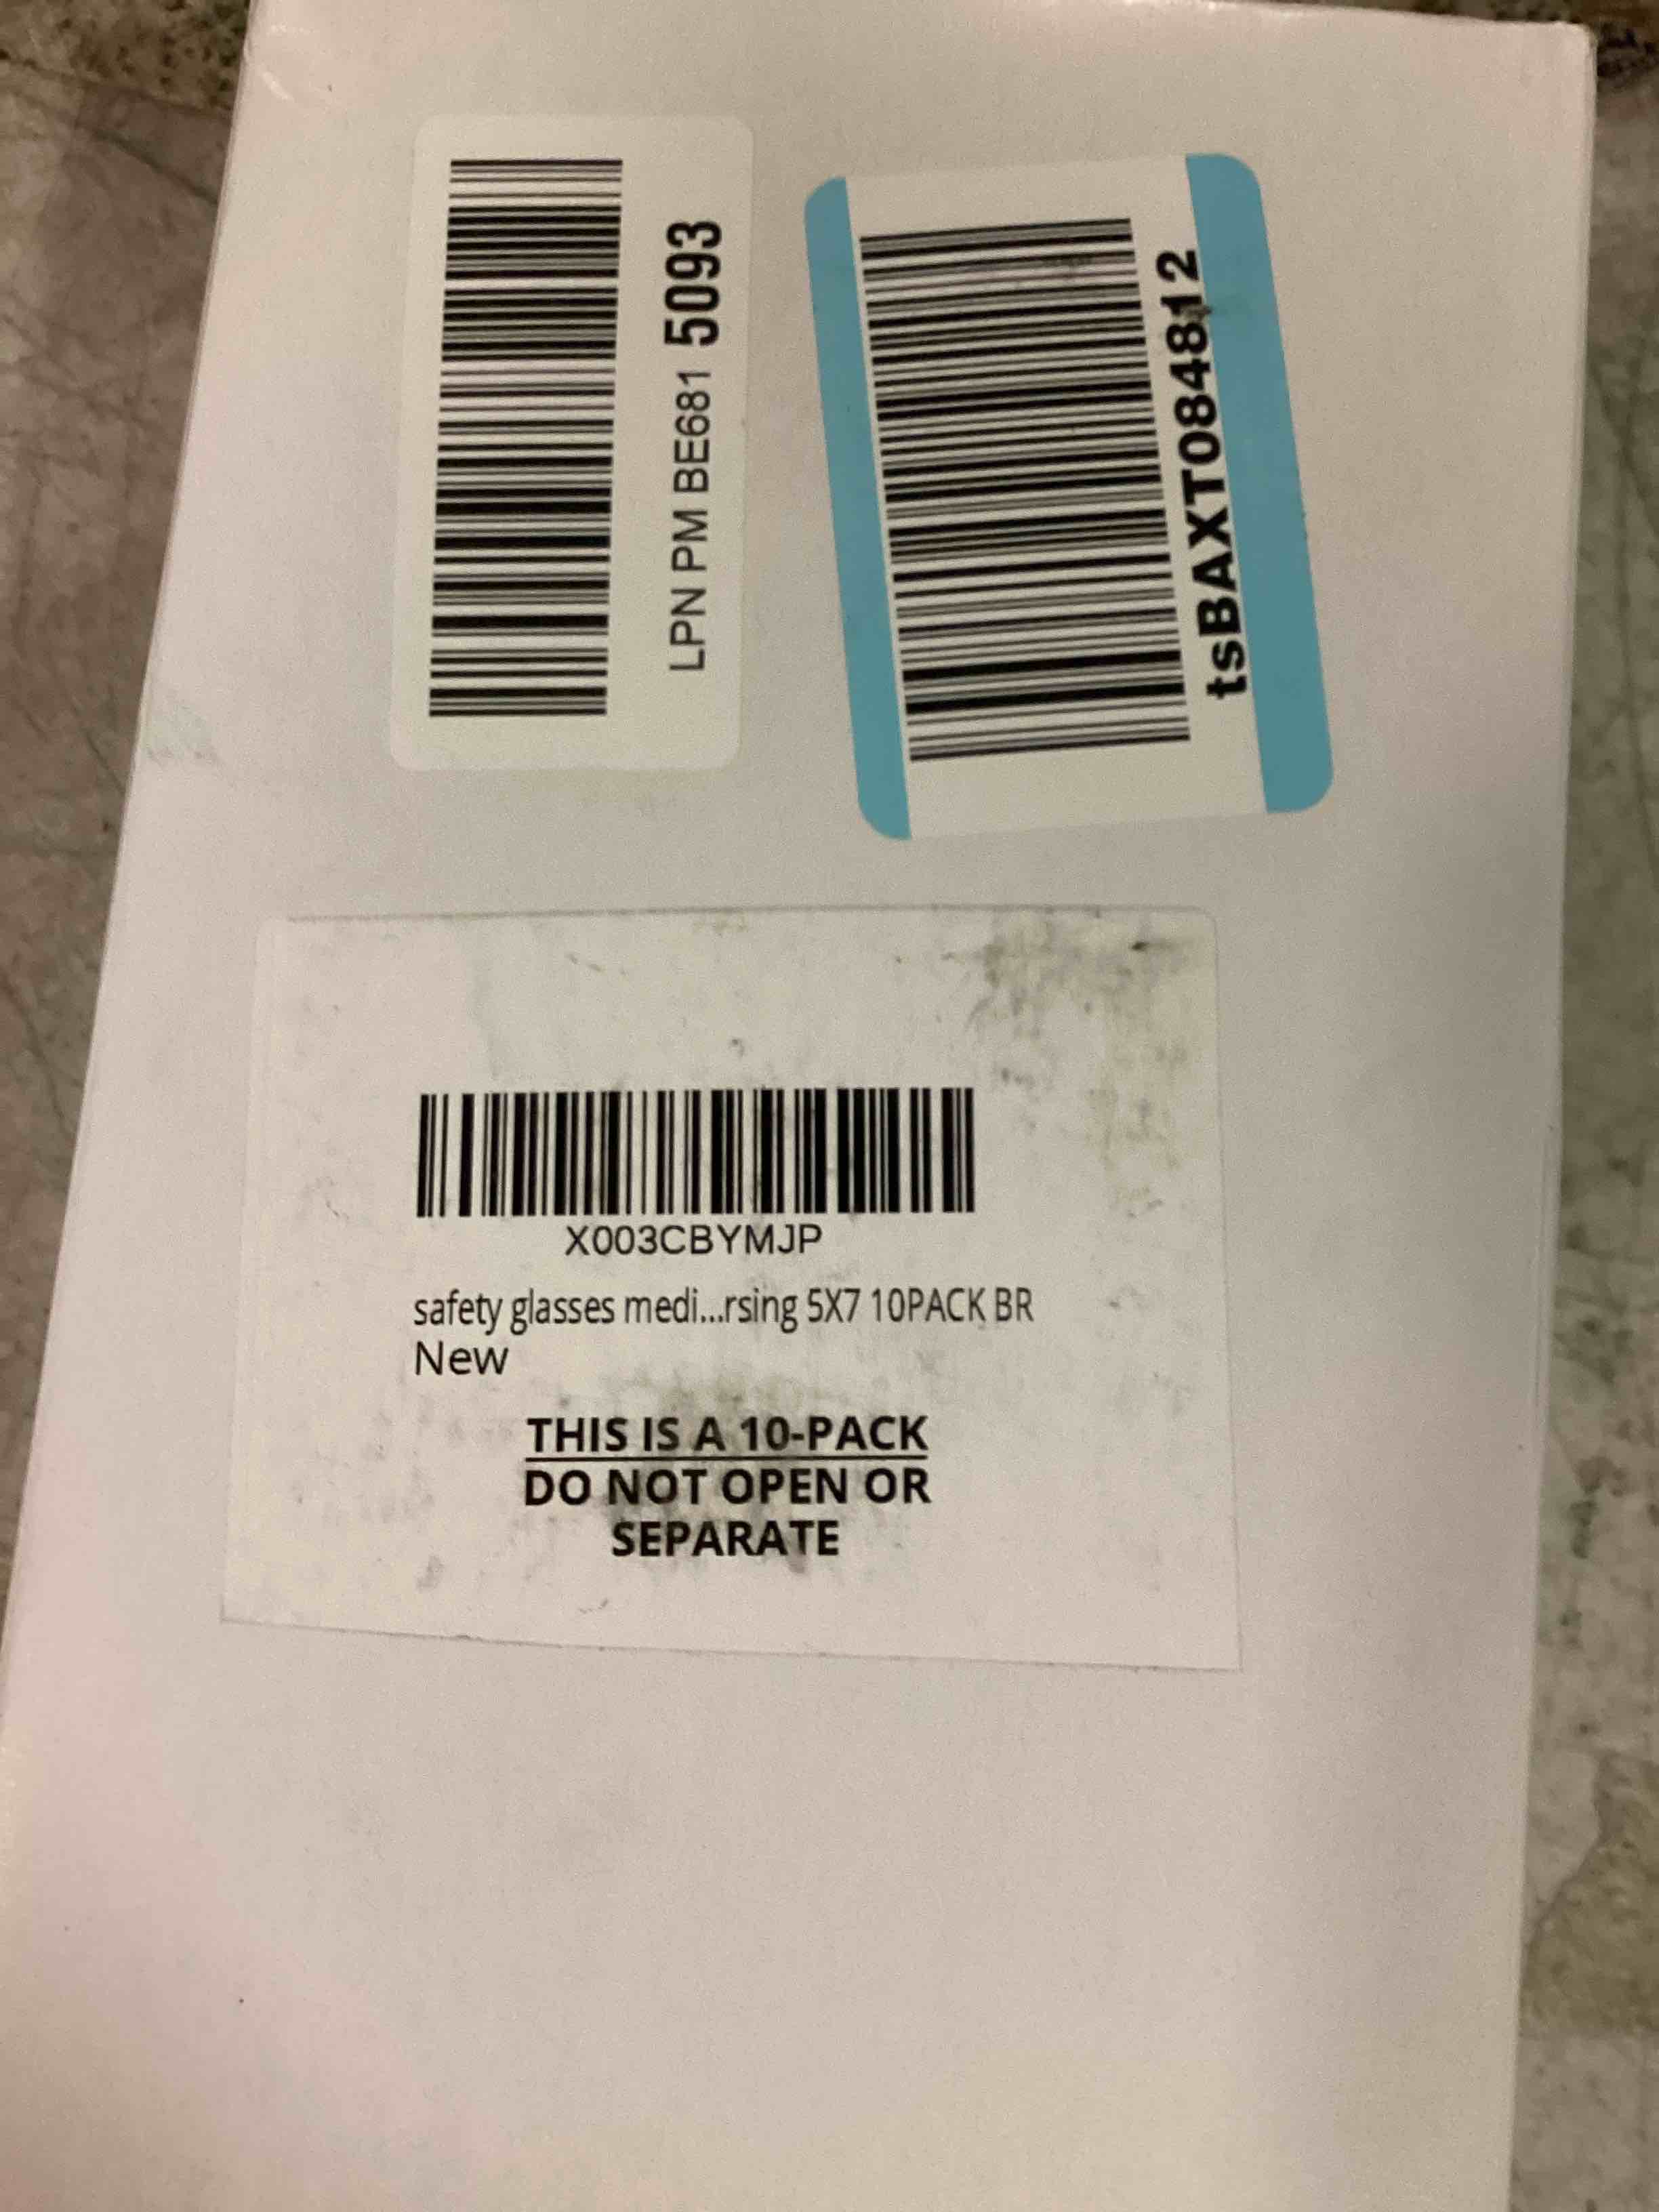 LPN PM BE681 5093
tsBAXT084812
X003CBYMJP
safety glasses medi...rsing 5X7 10PACK BR
New
THIS IS A 10-PACK
DO NOT OPEN OR
SEPARATE